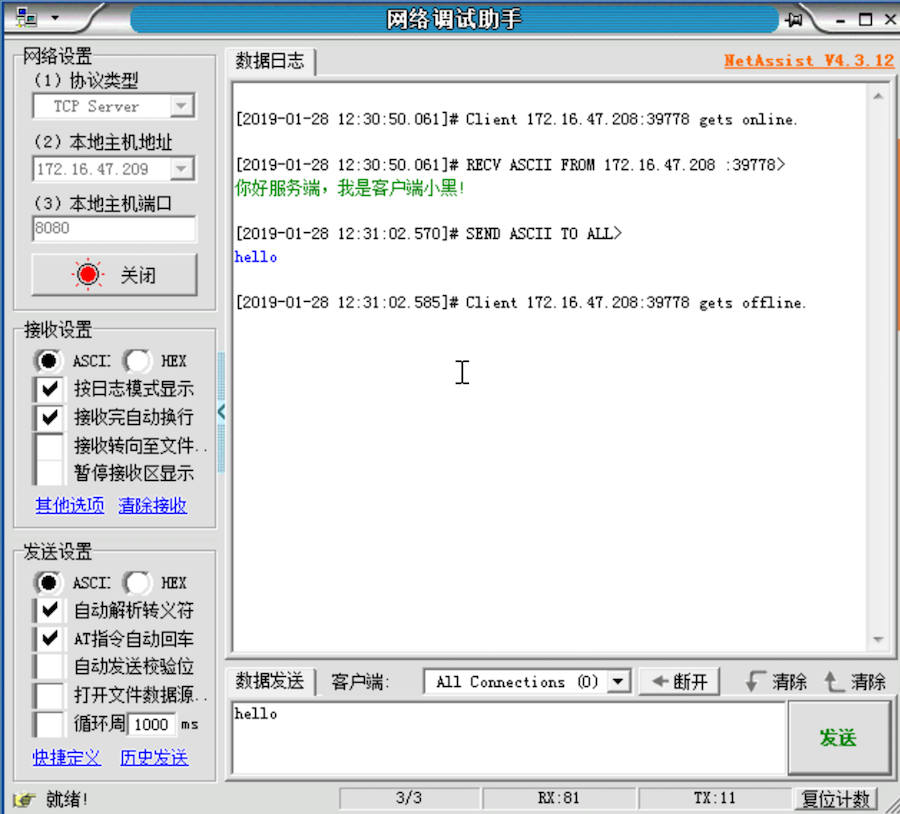 网络调试助手
网络设置
(1) 协议类型
TCP Server
(2) 本地主机地址
172.16.47.209
(3) 本地主机端口
8080
关闭
接收设置
ASCII HEX
按日志模式显示
接收完自动换行
接收转向至文件..
暂停接收区显示
其他选项 清除接收
发送设置
ASCII HEX
自动解析转义符
AT指令自动回车
自动发送校验位
打开文件数据源..
循环周 1000 ms
快捷定义 历史发送
数据日志
NetAssist V4.3.12
[2019-01-28 12:30:50.061]# Client 172.16.47.208:39778 gets online.
[2019-01-28 12:30:50.061]# RECV ASCII FROM 172.16.47.208 :39778>
你好服务端，我是客户端小黑!
[2019-01-28 12:31:02.570]# SEND ASCII TO ALL>
hello
[2019-01-28 12:31:02.585]# Client 172.16.47.208:39778 gets offline.
数据发送 客户端: All Connections (0) 断开 清除 清除
hello
发送
就绪! 3/3 RX:81 TX:11 复位计数